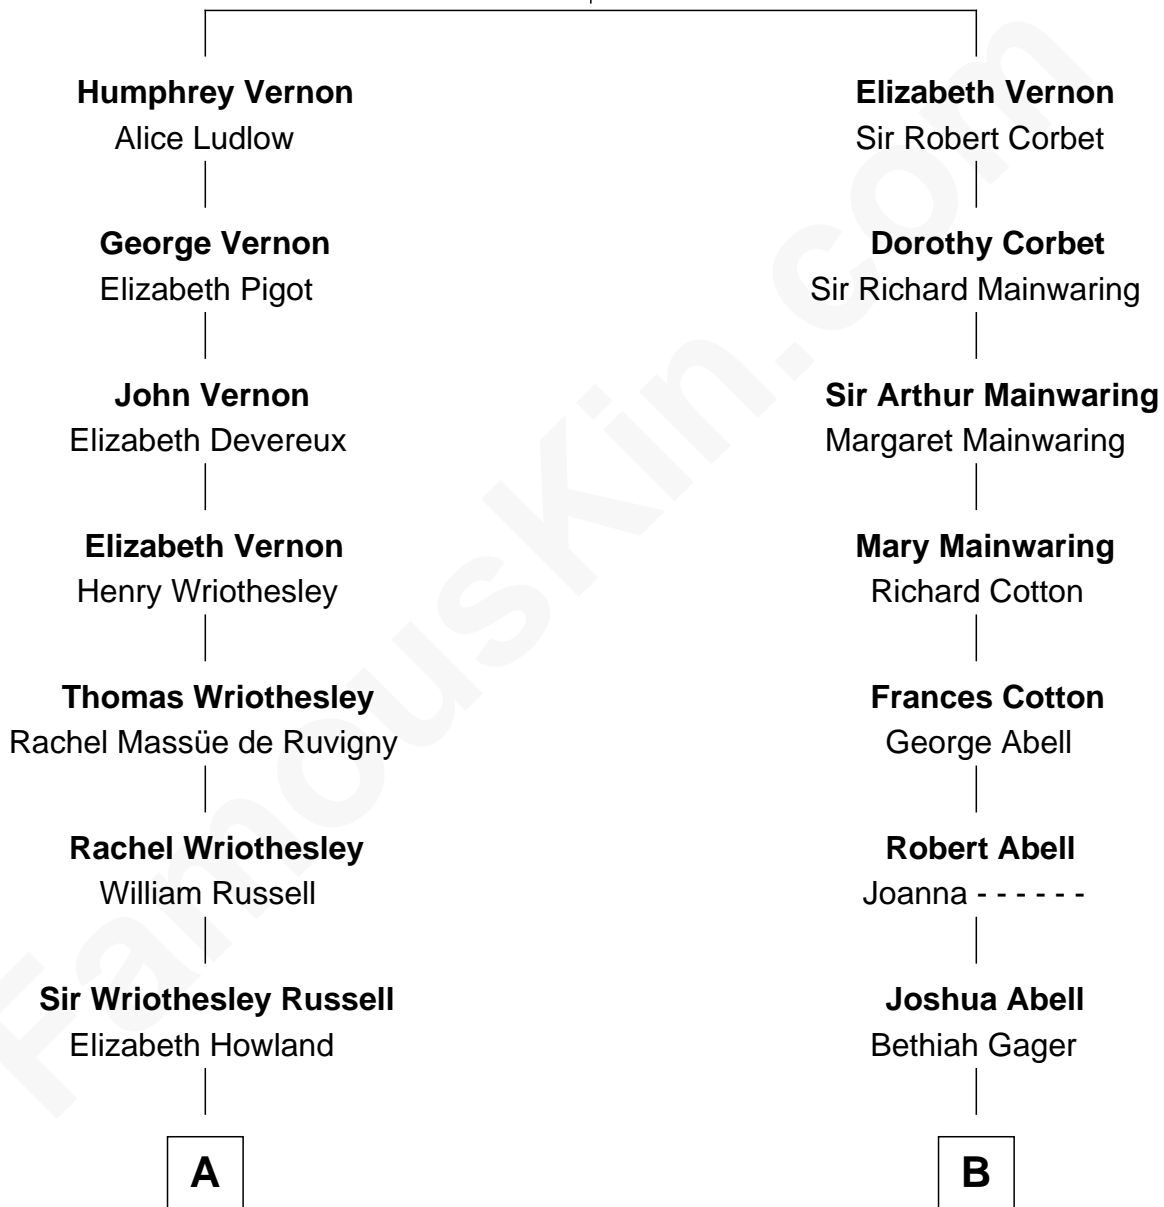 Humphrey Vernon
Alice Ludlow
George Vernon
Elizabeth Pigot
John Vernon
Elizabeth Devereux
Elizabeth Vernon
Henry Wriothesley
Thomas Wriothesley
Rachel Massüe de Ruvigny
Rachel Wriothesley
William Russell
Sir Wriothesley Russell
Elizabeth Howland
A
Elizabeth Vernon
Sir Robert Corbet
Dorothy Corbet
Sir Richard Mainwaring
Sir Arthur Mainwaring
Margaret Mainwaring
Mary Mainwaring
Richard Cotton
Frances Cotton
George Abell
Robert Abell
Joanna - - - - - -
Joshua Abell
Bethiah Gager
B
FamousKin.com